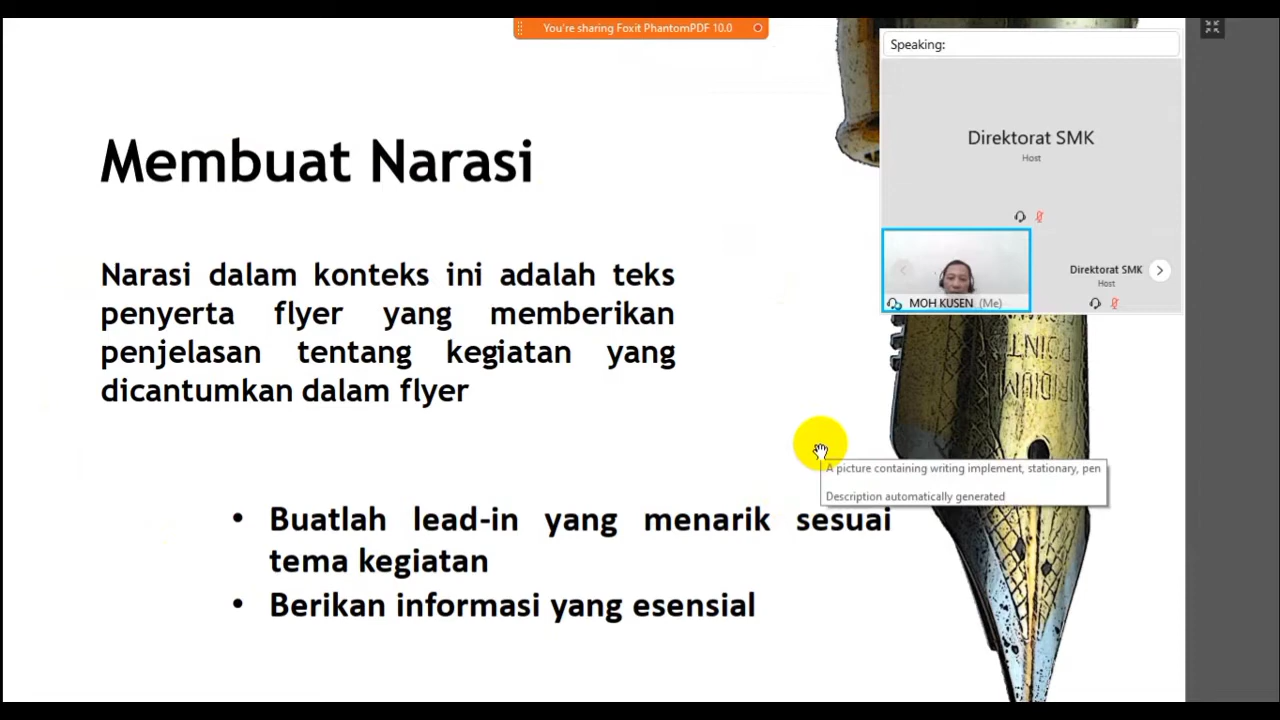 You're sharing Foxit PhantomPDF 10.0
Speaking:
Direktorat SMK
Host
MOH KUSEN (Me)
Direktorat SMK
Host
Membuat Narasi
Narasi dalam konteks ini adalah teks
penyerta flyer yang memberikan
penjelasan tentang kegiatan yang
dicantumkan dalam flyer
IRIDIUM
POINT
A picture containing writing implement, stationary, pen
Description automatically generated
• Buatlah lead-in yang menarik sesuai
tema kegiatan
• Berikan informasi yang esensial